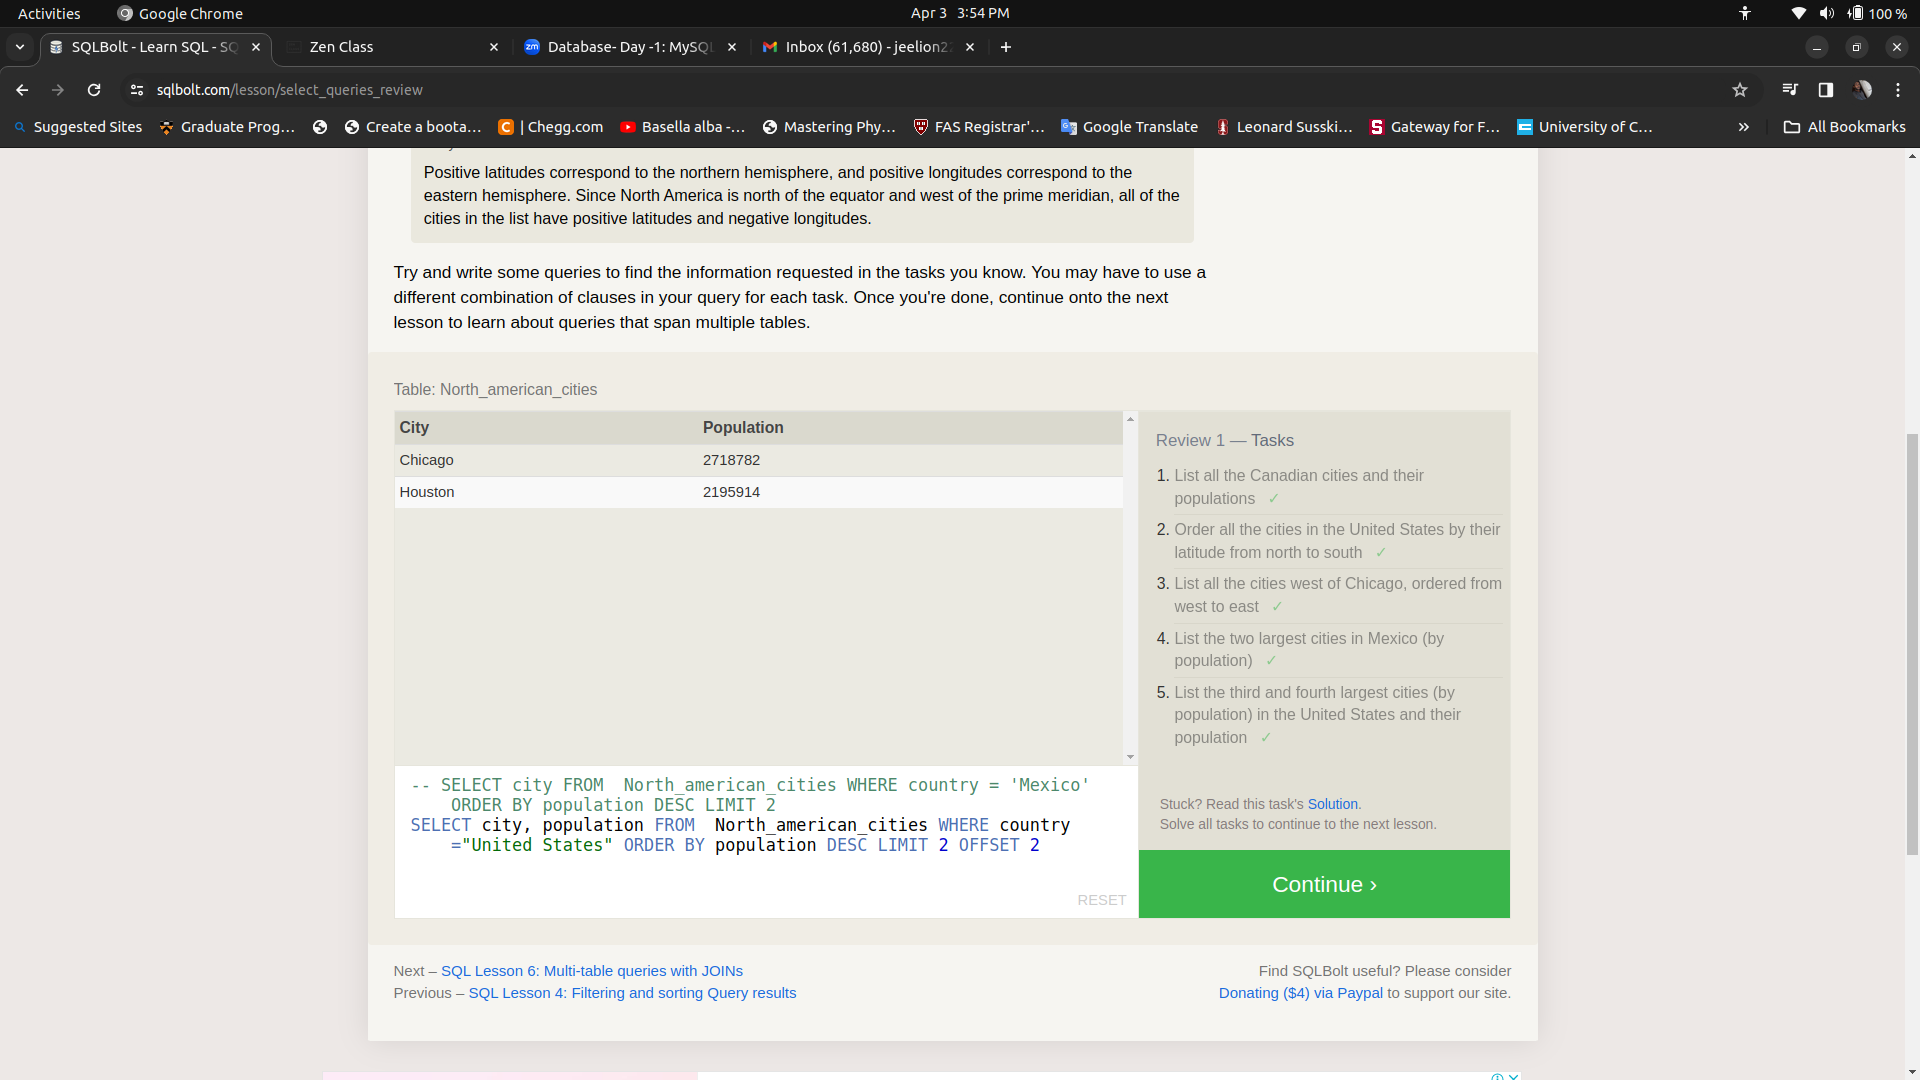 Activities
Google Chrome
Apr 3 3:54 PM
100 %
SQLBolt - Learn SQL - SQ
Zen Class
zm Database- Day -1: MySQL
Inbox (61,680) - jeelion22
sqlbolt.com/lesson/select_queries_review
Suggested Sites
Graduate Prog...
Create a boota...
| Chegg.com
Basella alba -...
Mastering Phy...
FAS Registrar'...
Google Translate
Leonard Susski...
Gateway for F...
University of C...
» All Bookmarks
Positive latitudes correspond to the northern hemisphere, and positive longitudes correspond to the
eastern hemisphere. Since North America is north of the equator and west of the prime meridian, all of the
cities in the list have positive latitudes and negative longitudes.
Try and write some queries to find the information requested in the tasks you know. You may have to use a
different combination of clauses in your query for each task. Once you're done, continue onto the next
lesson to learn about queries that span multiple tables.
Table: North_american_cities
City Population
Chicago 2718782
Houston 2195914
-- SELECT city FROM  North_american_cities WHERE country = 'Mexico'
ORDER BY population DESC LIMIT 2
SELECT city, population FROM  North_american_cities WHERE country
="United States" ORDER BY population DESC LIMIT 2 OFFSET 2
RESET
Review 1 — Tasks
1. List all the Canadian cities and their
populations ✓
2. Order all the cities in the United States by their
latitude from north to south ✓
3. List all the cities west of Chicago, ordered from
west to east ✓
4. List the two largest cities in Mexico (by
population) ✓
5. List the third and fourth largest cities (by
population) in the United States and their
population ✓
Stuck? Read this task's Solution.
Solve all tasks to continue to the next lesson.
Continue ›
Next – SQL Lesson 6: Multi-table queries with JOINs
Previous – SQL Lesson 4: Filtering and sorting Query results
Find SQLBolt useful? Please consider
Donating ($4) via Paypal to support our site.